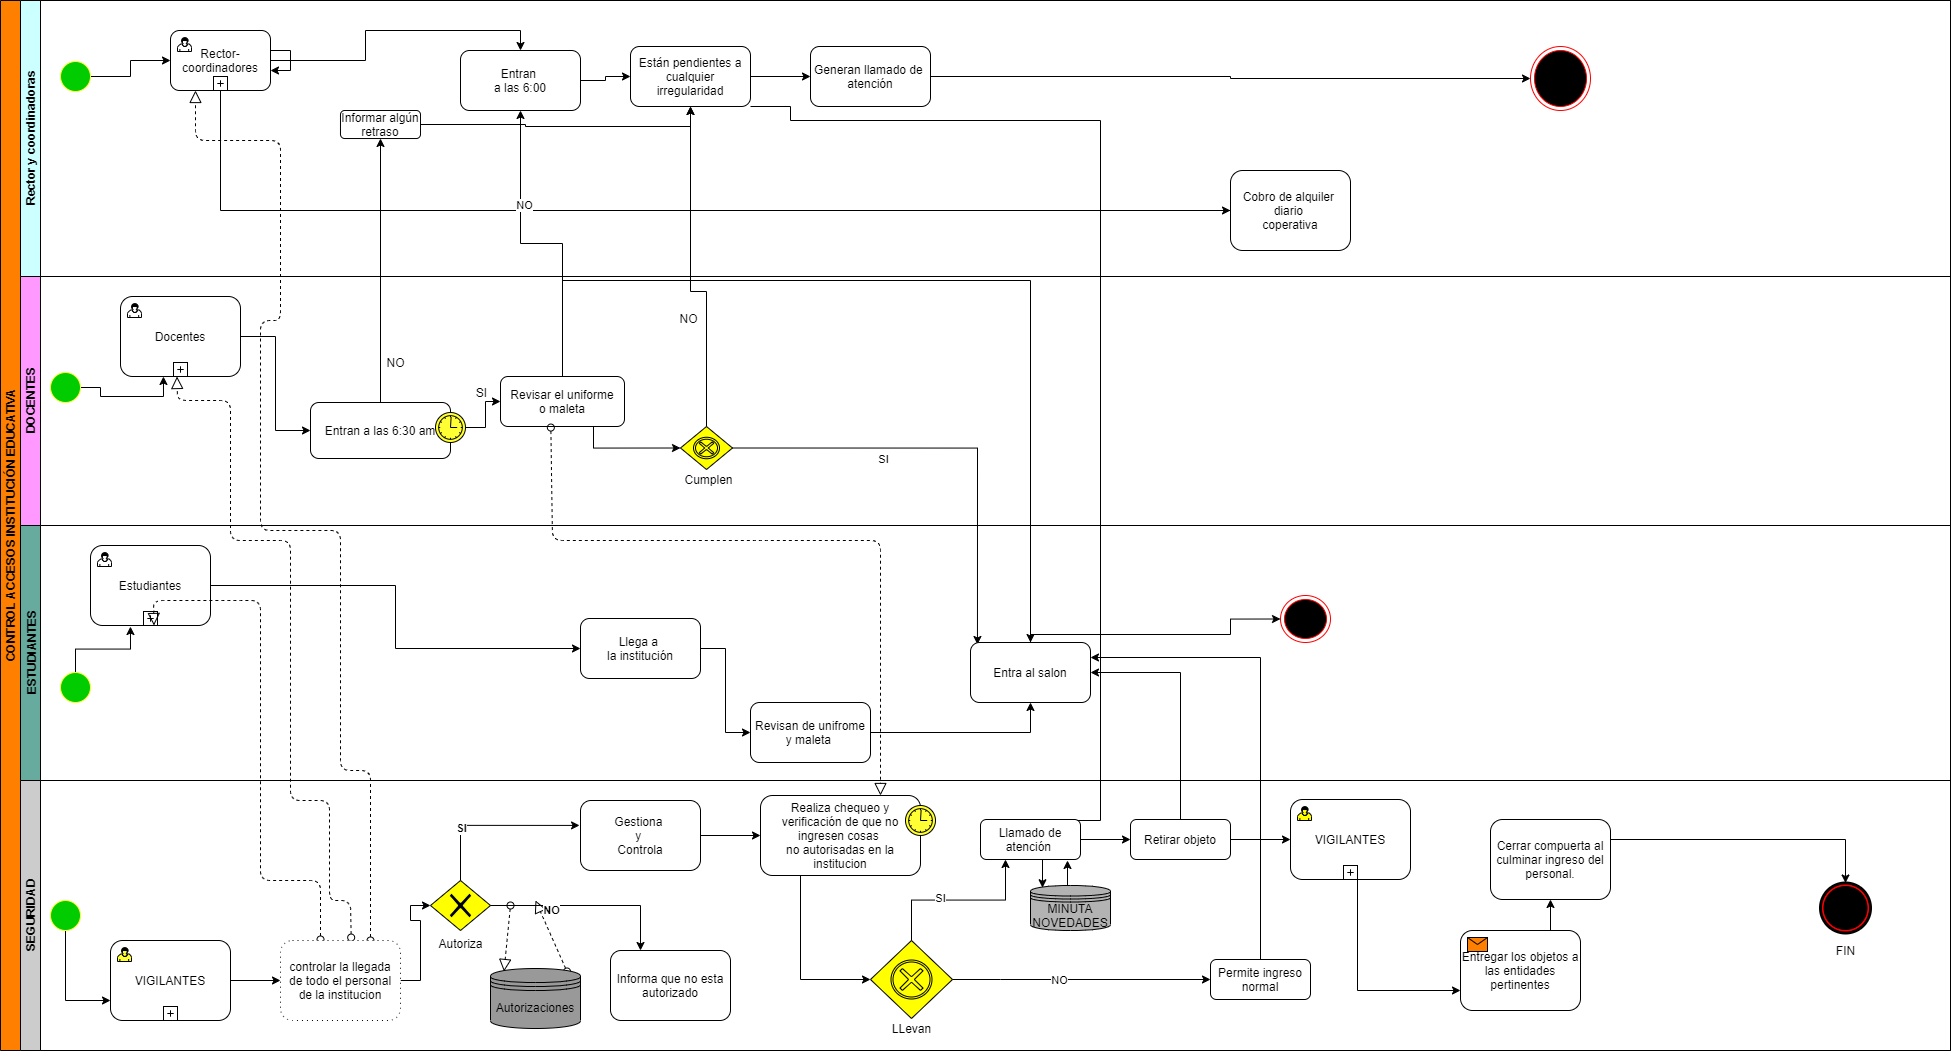 CONTROL ACCESOS INSTITUCIÓN EDUCATIVA
Rector y coordinadoras
Rector-
coordinadores
Entran
a las 6:00
Están pendientes a
cualquier
irregularidad
Generan llamado de
atención
Informar algún
retraso
NO
Cobro de alquiler
diario
coperativa
DOCENTES
Docentes
NO
NO
Entran a las 6:30 am
SI
Revisar el uniforme
o maleta
Cumplen
SI
ESTUDIANTES
Estudiantes
Llega a
la institución
Revisan de unifrome
y maleta
Entra al salon
SEGURIDAD
VIGILANTES
controlar la llegada
de todo el personal
de la institucion
SI
Autoriza
NO
Autorizaciones
Gestiona
y
Controla
Informa que no esta
autorizado
Realiza chequeo y
verificación de que no
ingresen cosas
no autorisadas en la
institucion
LLevan
SI
NO
Llamado de
atención
MINUTA
NOVEDADES
Retirar objeto
Permite ingreso
normal
VIGILANTES
Entregar los objetos a
las entidades
pertinentes
Cerrar compuerta al
culminar ingreso del
personal.
FIN